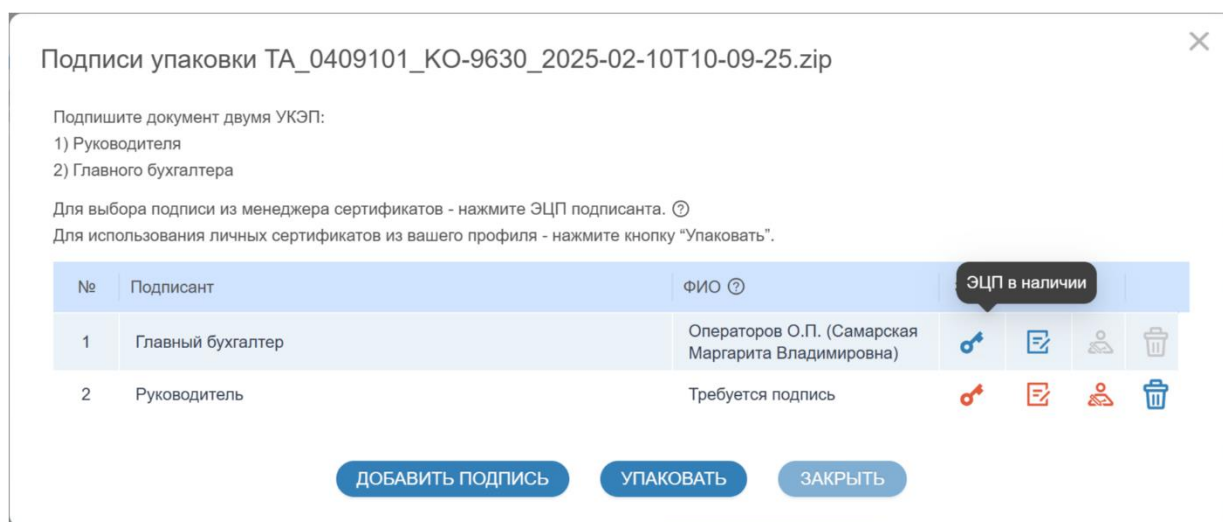 Подписи упаковки TA_0409101_KO-9630_2025-02-10T10-09-25.zip
Подпишите документ двумя УКЭП:
1) Руководителя
2) Главного бухгалтера
Для выбора подписи из менеджера сертификатов - нажмите ЭЦП подписанта.
Для использования личных сертификатов из вашего профиля - нажмите кнопку “Упаковать”.
№ Подписант ФИО
ЭЦП в наличии
1 Главный бухгалтер Операторов О.П. (Самарская
Маргарита Владимировна)
2 Руководитель Требуется подпись
ДОБАВИТЬ ПОДПИСЬ УПАКОВАТЬ ЗАКРЫТЬ